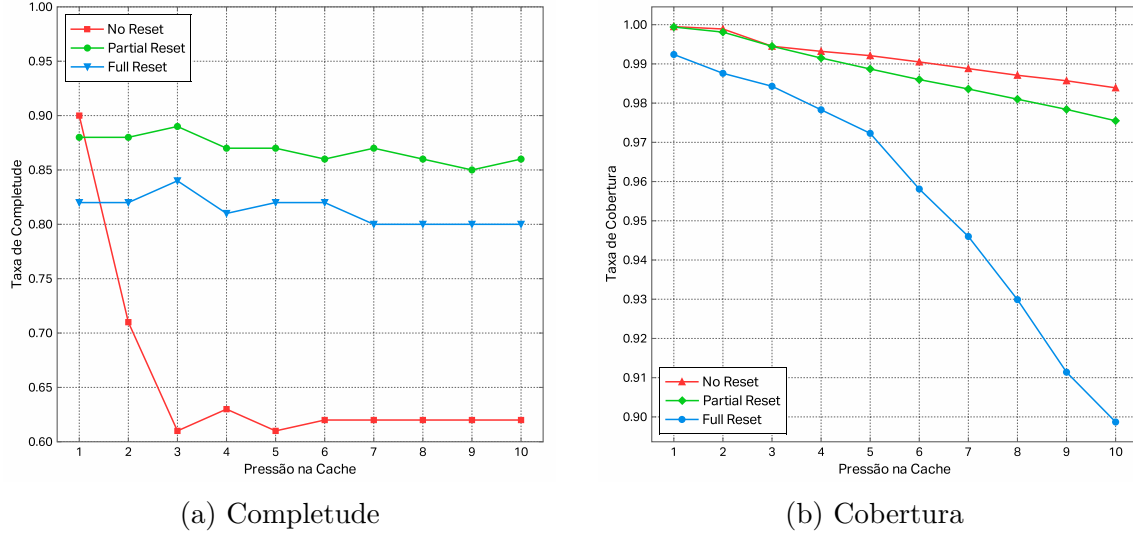 No Reset
Partial Reset
Full Reset
1.00
0.95
0.90
0.85
0.80
0.75
0.70
0.65
0.60
Taxa de Completude
1 2 3 4 5 6 7 8 9 10
Pressão na Cache
(a) Completude
1.00
0.99
0.98
0.97
0.96
0.95
0.94
0.93
0.92
0.91
0.90
Taxa de Cobertura
No Reset
Partial Reset
Full Reset
1 2 3 4 5 6 7 8 9 10
Pressão na Cache
(b) Cobertura